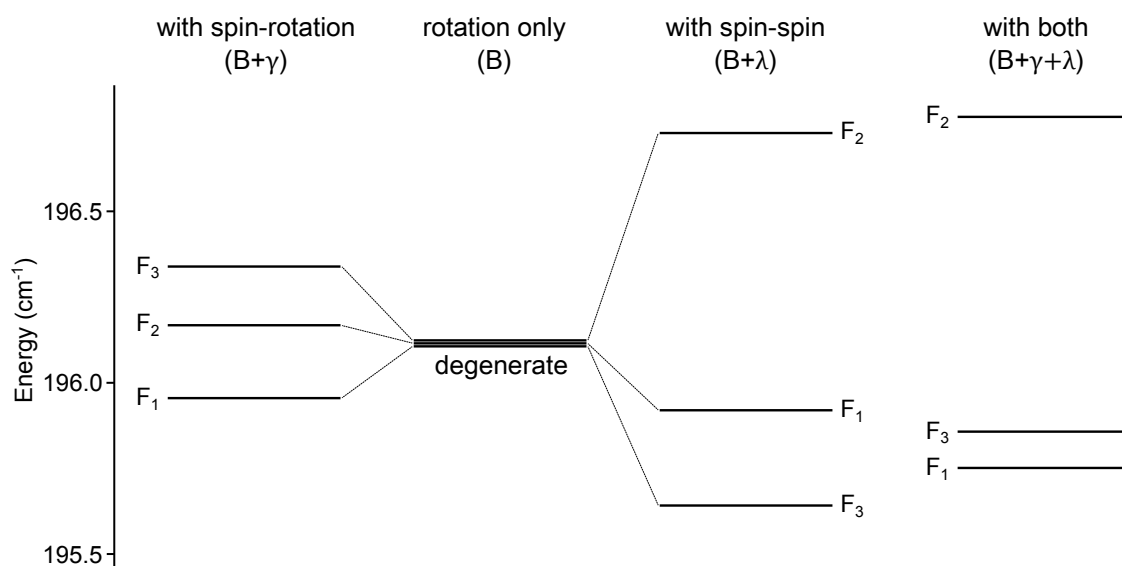 with spin-rotation
(B+γ)
rotation only
(B)
with spin-spin
(B+λ)
with both
(B+γ+λ)
Energy (cm⁻¹)
196.5
196.0
195.5
F₃
F₂
F₁
degenerate
F₂
F₁
F₃
F₂
F₃
F₁